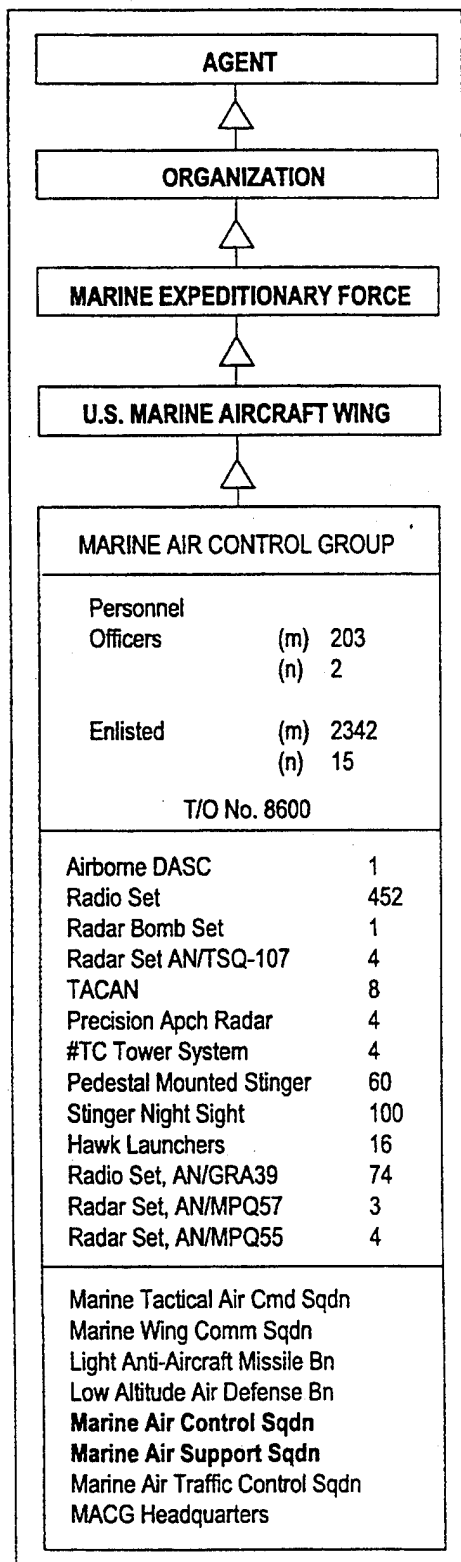 AGENT
ORGANIZATION
MARINE EXPEDITIONARY FORCE
U.S. MARINE AIRCRAFT WING
MARINE AIR CONTROL GROUP
Personnel
Officers (m) 203
(n) 2
Enlisted (m) 2342
(n) 15
T/O No. 8600
Airborne DASC 1
Radio Set 452
Radar Bomb Set 1
Radar Set AN/TSQ-107 4
TACAN 8
Precision Apch Radar 4
#TC Tower System 4
Pedestal Mounted Stinger 60
Stinger Night Sight 100
Hawk Launchers 16
Radio Set, AN/GRA39 74
Radar Set, AN/MPQ57 3
Radar Set, AN/MPQ55 4
Marine Tactical Air Cmd Sqdn
Marine Wing Comm Sqdn
Light Anti-Aircraft Missile Bn
Low Altitude Air Defense Bn
Marine Air Control Sqdn
Marine Air Support Sqdn
Marine Air Traffic Control Sqdn
MACG Headquarters